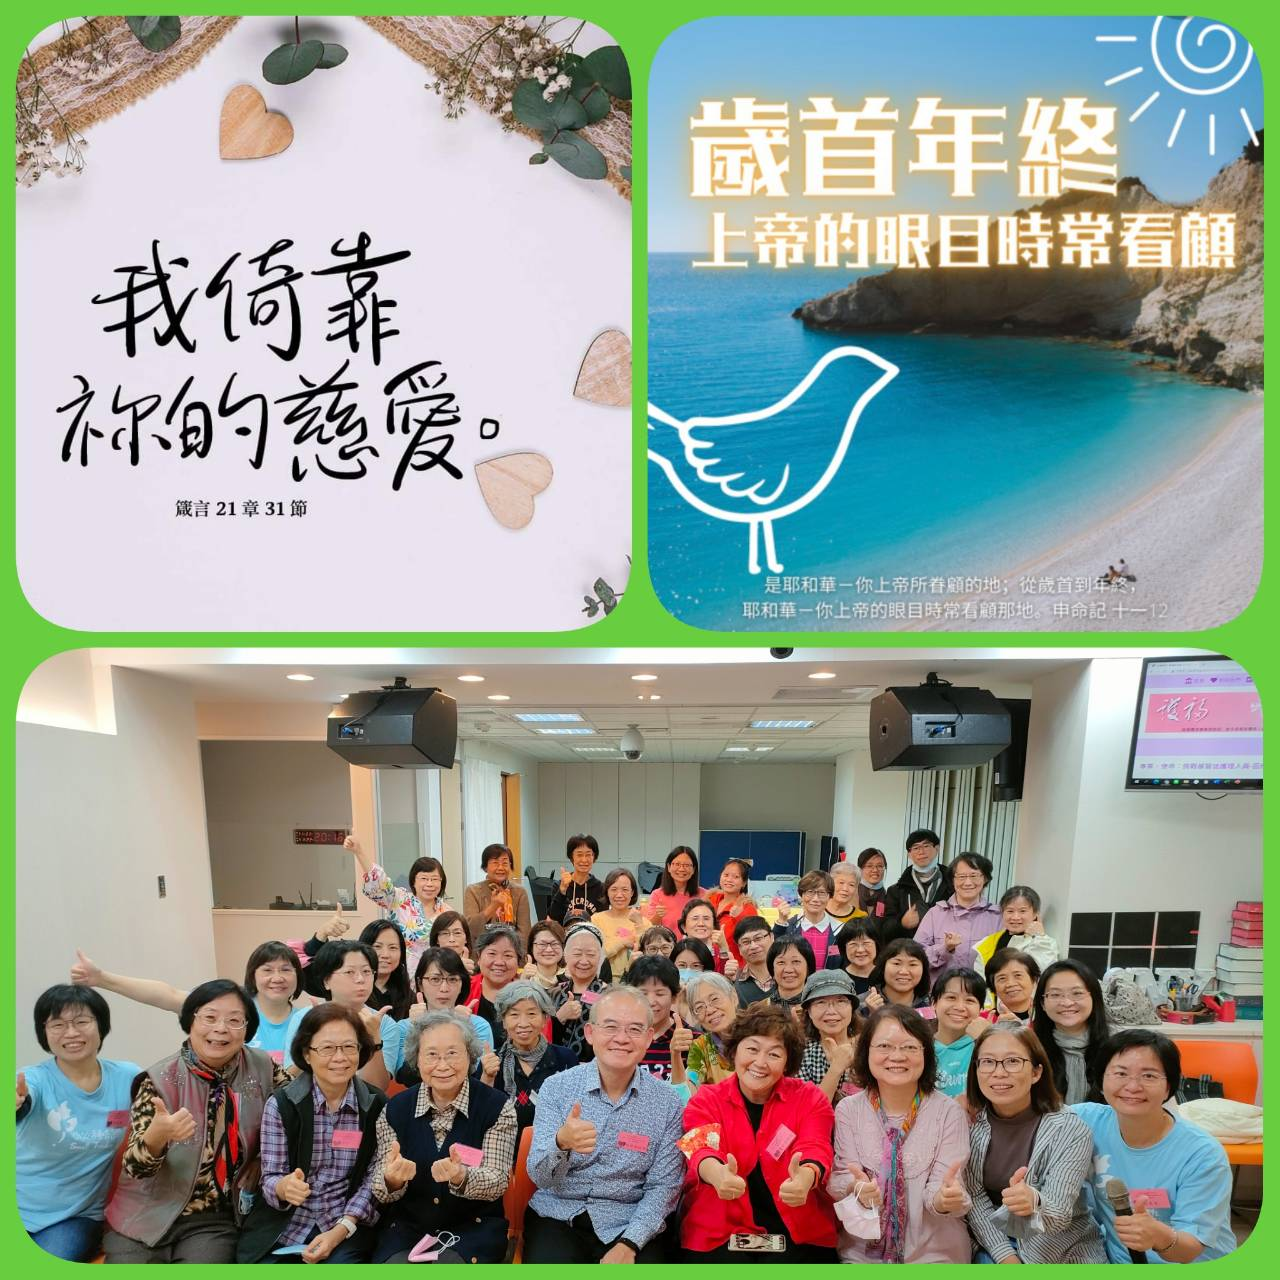 我倚靠
祢的慈愛。
箴言 21 章 31 節
歲首年終
上帝的眼目時常看顧
是耶和華－你上帝所眷顧的地；從歲首到年終，
耶和華－你上帝的眼目時常看顧那地。申命記 十一12
護福